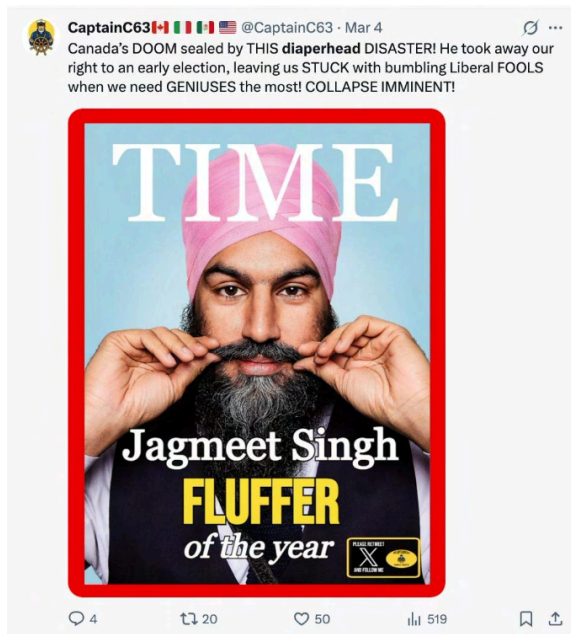 CaptainC63 @CaptainC63 · Mar 4
Canada's DOOM sealed by THIS diaperhead DISASTER! He took away our
right to an early election, leaving us STUCK with bumbling Liberal FOOLS
when we need GENIUSES the most! COLLAPSE IMMINENT!
TIME
Jagmeet Singh
FLUFFER
of the year
PLEASE RETWEET
X
AND FOLLOW ME
4
20
50
519